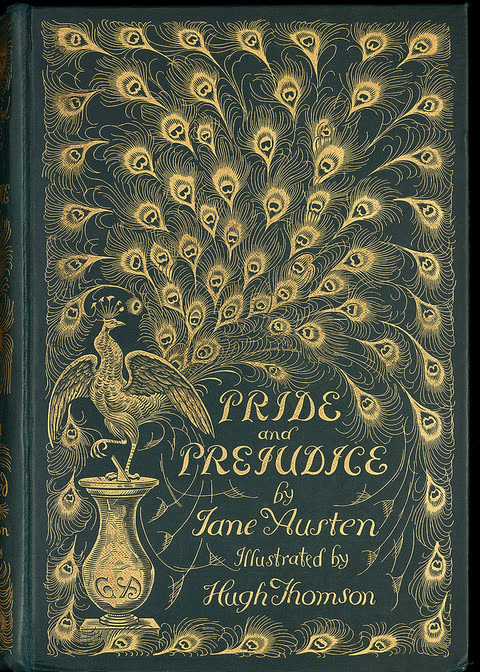 PRIDE
and
PREJUDICE
by
Jane Austen
Illustrated by
Hugh Thomson